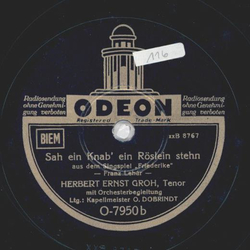 116
Radiosendung
ohne Genehmi-
gung verboten
Radiosendung
ohne Genehmi-
gung verboten
ODEON
Registered Trade-Mark
BIEM
xxB 8767
Sah ein Knab' ein Röslein stehn
aus dem Singspiel „Friederike"
— Franz Lehár —
HERBERT ERNST GROH, Tenor
mit Orchesterbegleitung
Ltg.: Kapellmeister O. DOBRINDT
O-7950 b